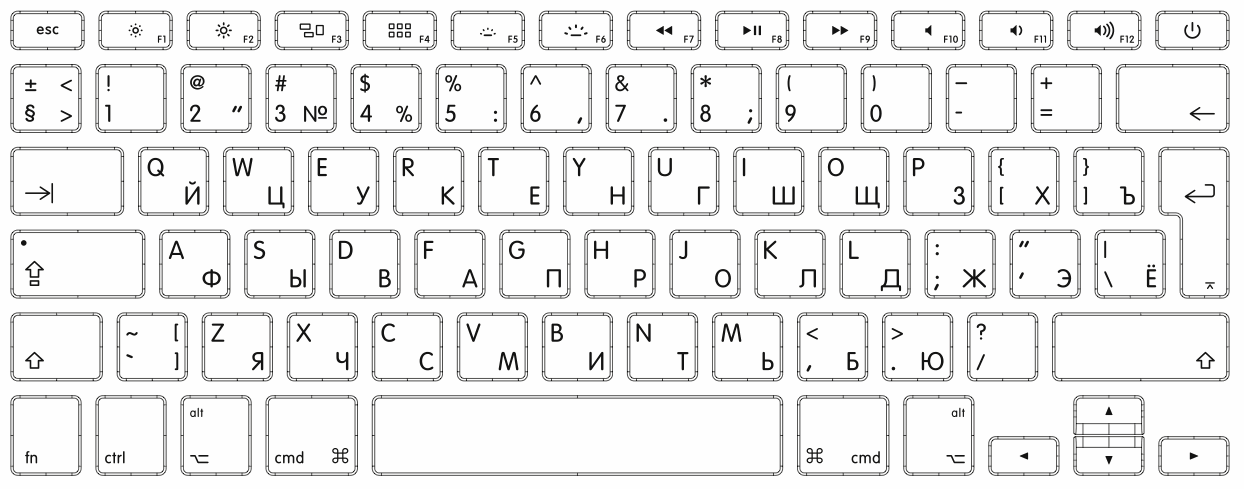 esc F1 F2 F3 F4 F5 F6 F7 F8 F9 F10 F11 F12
± < ! @ # $ % ^ & * ( ) – +
§ > 1 2 " 3 № 4 % 5 : 6 , 7 . 8 ; 9 0 - =
Q W E R T Y U I O P { }
Й Ц У К Е Н Г Ш Щ З [ Х ] Ъ
A S D F G H J K L : " |
Ф Ы В А П Р О Л Д ; Ж ' Э \ Ё
~ [ Z X C V B N M < > ?
` ] Я Ч С М И Т Ь , Б . Ю /
alt alt
fn ctrl ⌥ cmd ⌘ ⌘ cmd ⌥